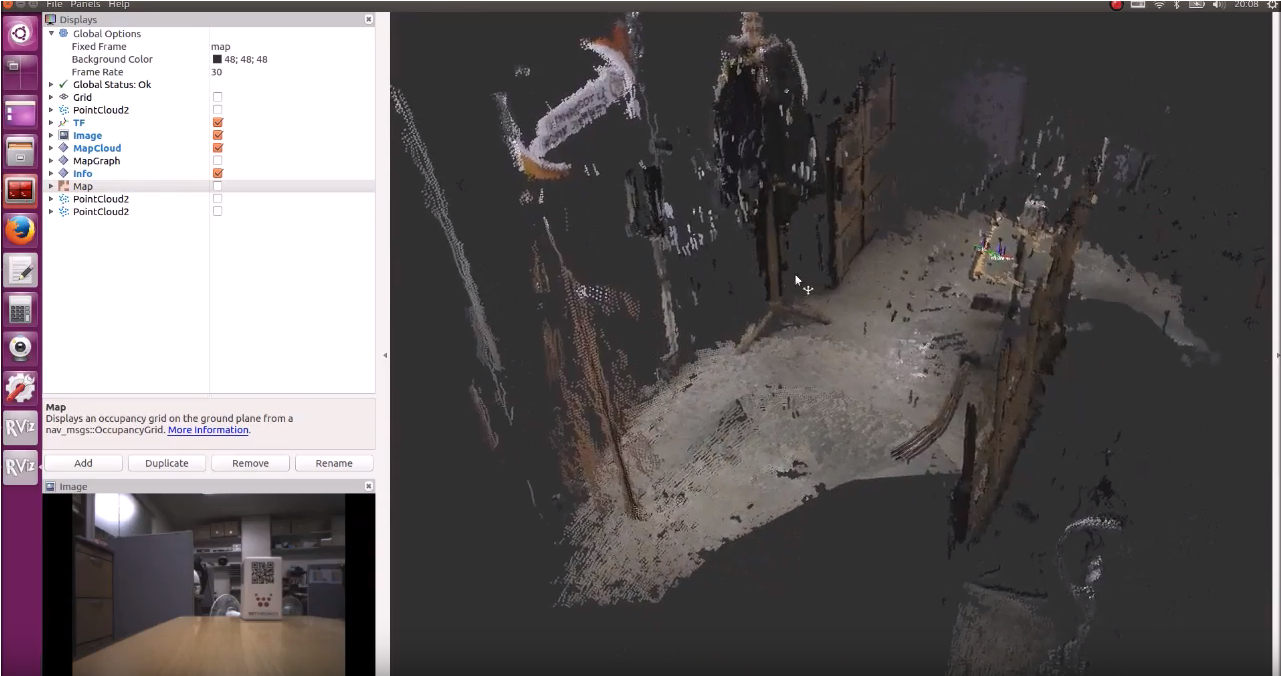 File Panels Help
20:08
Displays
Global Options
Fixed Frame map
Background Color 48; 48; 48
Frame Rate 30
Global Status: Ok
Grid
PointCloud2
TF
Image
MapCloud
MapGraph
Info
Map
PointCloud2
PointCloud2
Map
Displays an occupancy grid on the ground plane from a
nav_msgs::OccupancyGrid. More Information.
Add Duplicate Remove Rename
Image
RViz
RViz